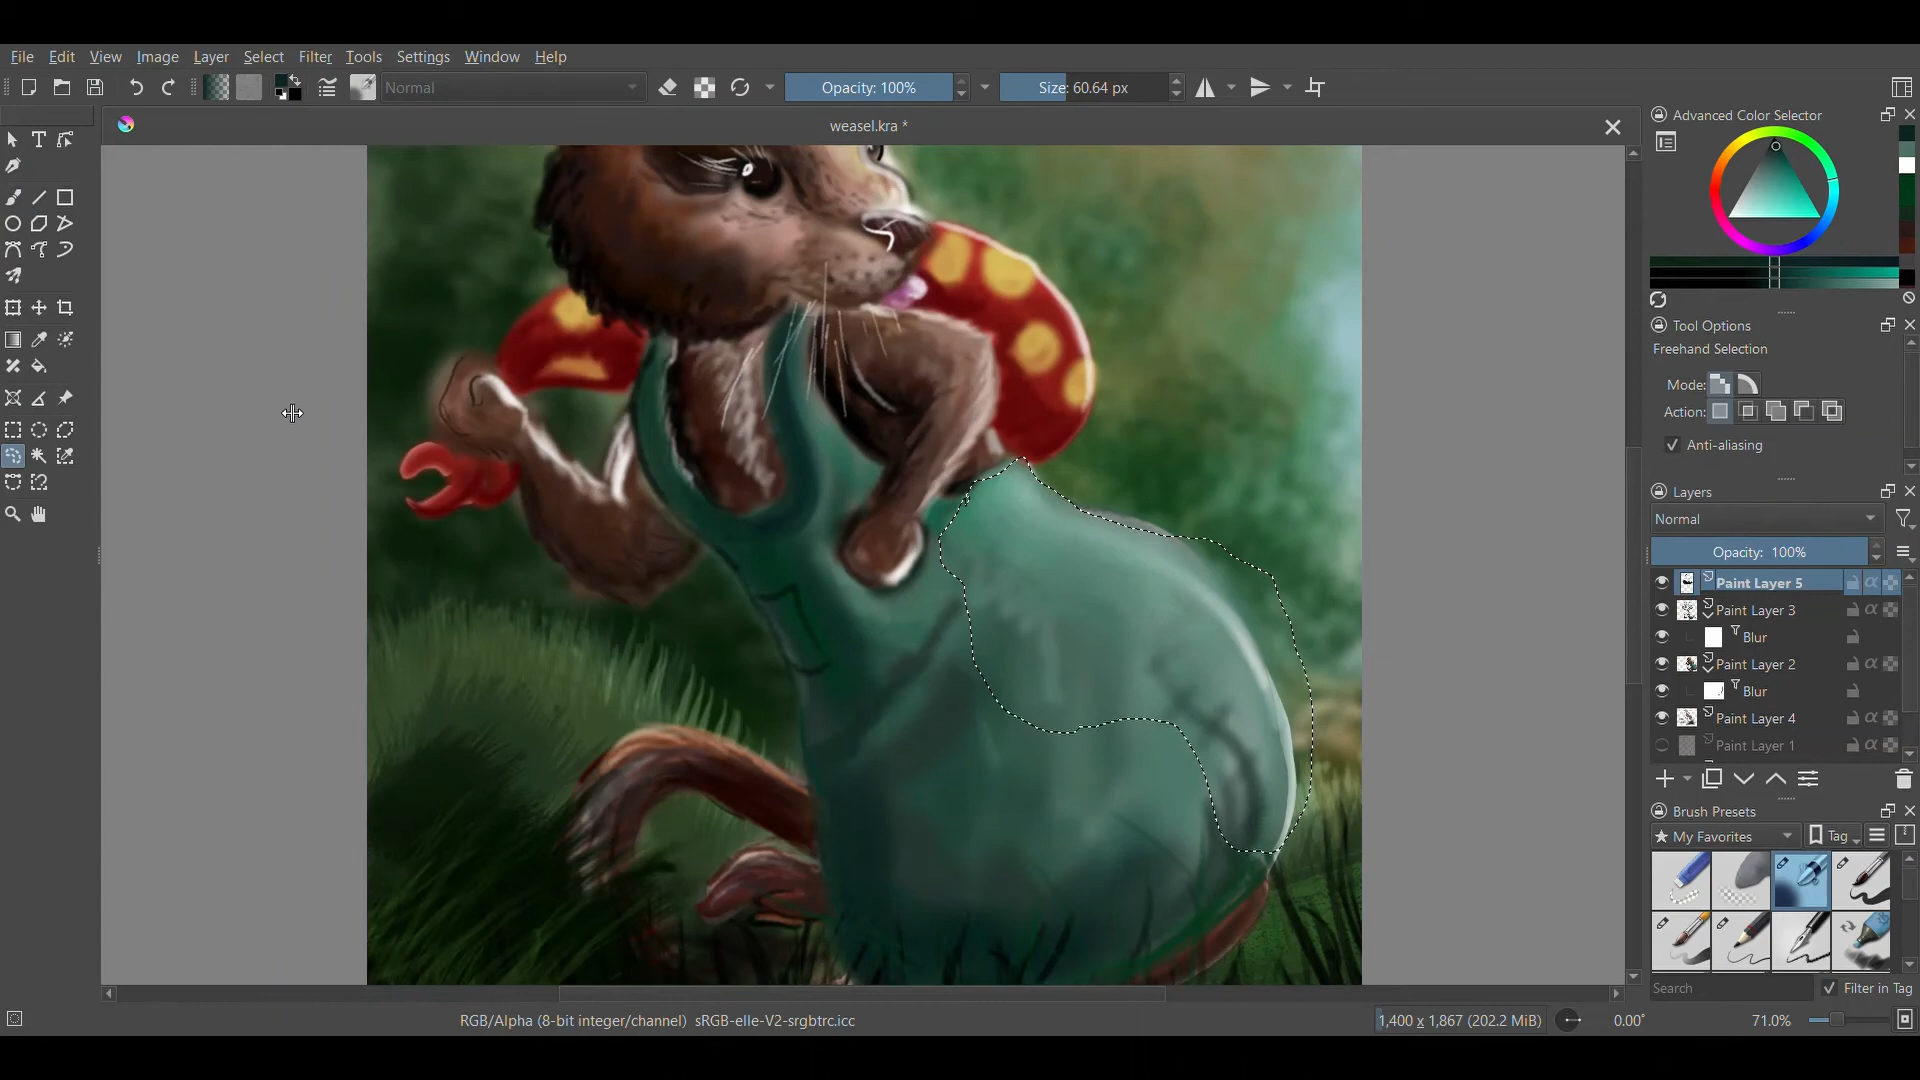 File Edit View Image Layer Select Filter Tools Settings Window Help
Normal
Opacity: 100%
Size: 60.64 px
weasel.kra *
Advanced Color Selector
Tool Options
Freehand Selection
Mode:
Action:
Anti-aliasing
Layers
Normal
Opacity: 100%
Paint Layer 5
Paint Layer 3
Blur
Paint Layer 2
Blur
Paint Layer 4
Paint Layer 1
Brush Presets
★ My Favorites
Tag
Search
Filter in Tag
RGB/Alpha (8-bit integer/channel) sRGB-elle-V2-srgbtrc.icc
1,400 x 1,867 (202.2 MiB)
0.00°
71.0%